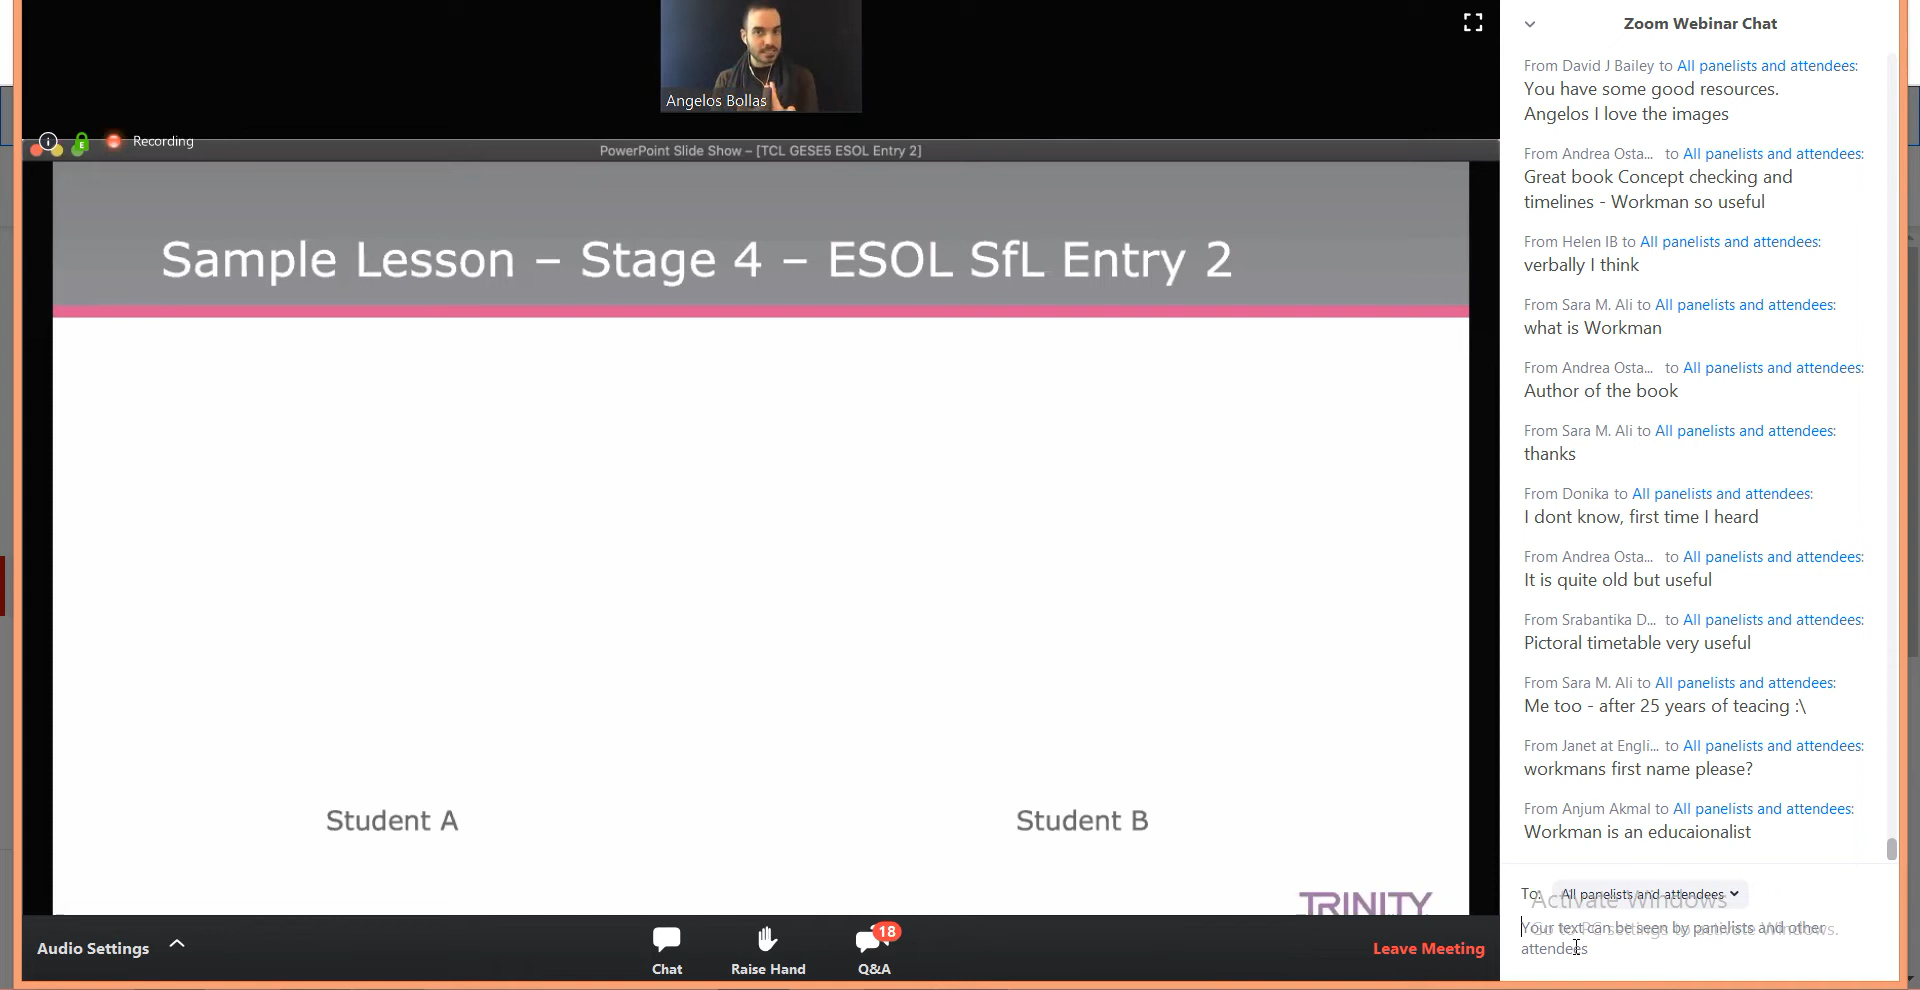 Angelos Bollas
Recording
PowerPoint Slide Show – [TCL GESE5 ESOL Entry 2]
Sample Lesson – Stage 4 – ESOL SfL Entry 2
Student A
Student B
TRINITY
Audio Settings
Chat
Raise Hand
18
Q&A
Leave Meeting
Zoom Webinar Chat
From David J Bailey to All panelists and attendees:
You have some good resources.
Angelos I love the images
From Andrea Osta... to All panelists and attendees:
Great book Concept checking and
timelines - Workman so useful
From Helen IB to All panelists and attendees:
verbally I think
From Sara M. Ali to All panelists and attendees:
what is Workman
From Andrea Osta... to All panelists and attendees:
Author of the book
From Sara M. Ali to All panelists and attendees:
thanks
From Donika to All panelists and attendees:
I dont know, first time I heard
From Andrea Osta... to All panelists and attendees:
It is quite old but useful
From Srabantika D... to All panelists and attendees:
Pictoral timetable very useful
From Sara M. Ali to All panelists and attendees:
Me too - after 25 years of teacing :\
From Janet at Engli... to All panelists and attendees:
workmans first name please?
From Anjum Akmal to All panelists and attendees:
Workman is an educaionalist
To: All panelists and attendees
Activate Windows
Go to PC settings to activate Windows.
Your text can be seen by panelists and other
attendees